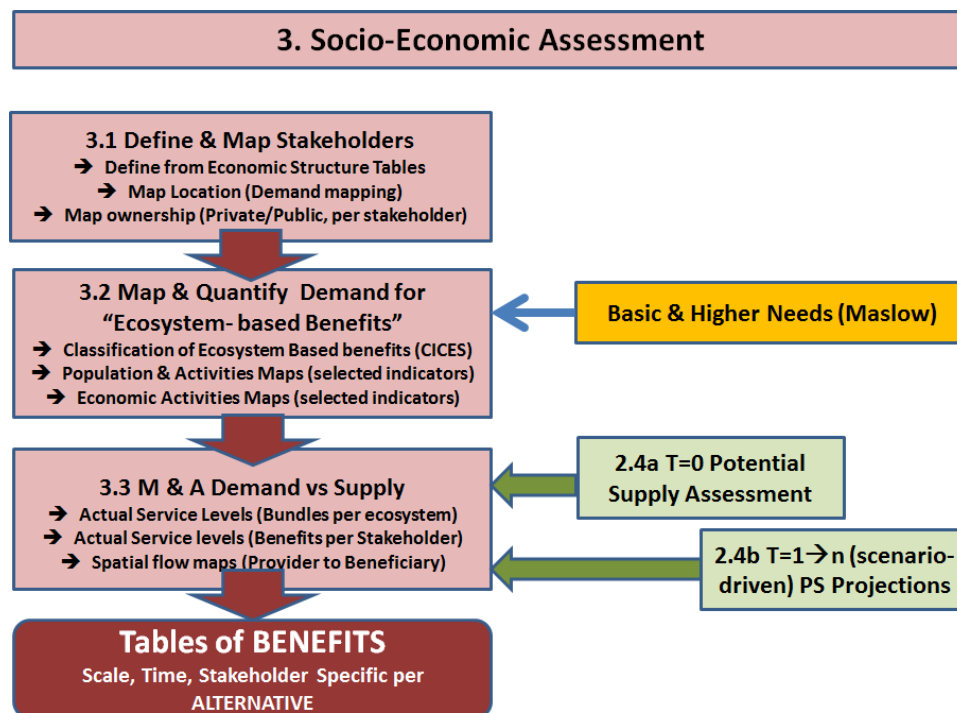 3. Socio-Economic Assessment
3.1 Define & Map Stakeholders
➔ Define from Economic Structure Tables
➔ Map Location (Demand mapping)
➔ Map ownership (Private/Public, per stakeholder)
3.2 Map & Quantify Demand for
“Ecosystem- based Benefits”
➔ Classification of Ecosystem Based benefits (CICES)
➔ Population & Activities Maps (selected indicators)
➔ Economic Activities Maps (selected indicators)
Basic & Higher Needs (Maslow)
3.3 M & A Demand vs Supply
➔ Actual Service Levels (Bundles per ecosystem)
➔ Actual Service levels (Benefits per Stakeholder)
➔ Spatial flow maps (Provider to Beneficiary)
2.4a T=0 Potential
Supply Assessment
2.4b T=1→n (scenario-
driven) PS Projections
Tables of BENEFITS
Scale, Time, Stakeholder Specific per
ALTERNATIVE